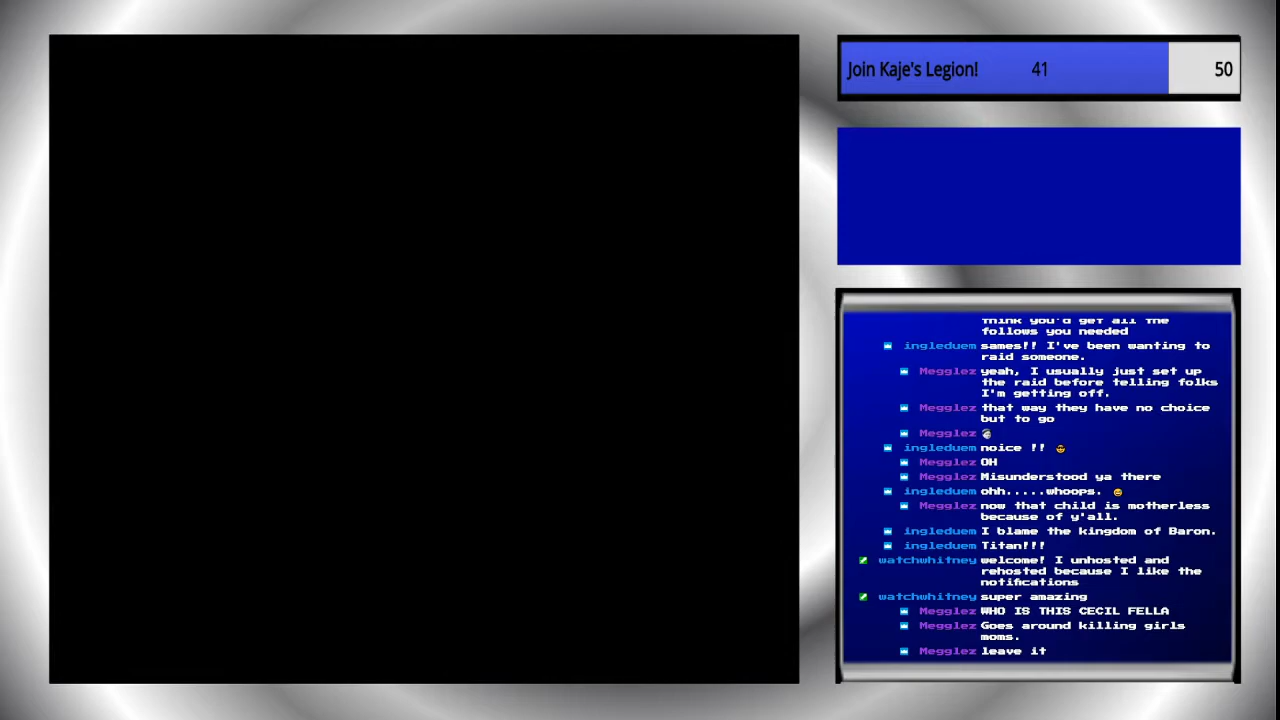 Join Kaje's Legion! 41 50
think you'd get all the
follows you needed
ingleduem sames!! I've been wanting to
raid someone.
Megglez yeah, I usually just set up
the raid before telling folks
I'm getting off.
Megglez that way they have no choice
but to go
Megglez
ingleduem noice !!
Megglez OH
Megglez Misunderstood ya there
ingleduem ohh.....whoops.
Megglez now that child is motherless
because of y'all.
ingleduem I blame the kingdom of Baron.
ingleduem Titan!!!
watchwhitney welcome! I unhosted and
rehosted because I like the
notifications
watchwhitney super amazing
Megglez WHO IS THIS CECIL FELLA
Megglez Goes around killing girls
moms.
Megglez leave it